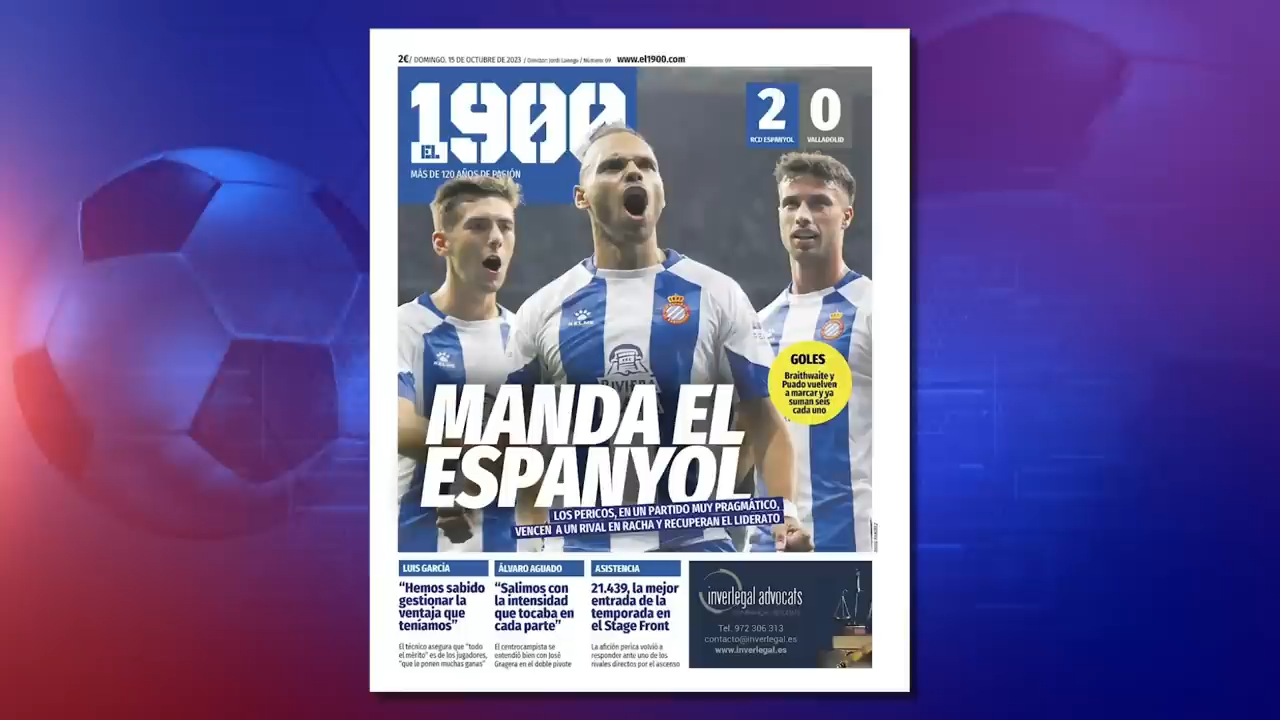 2€/ DOMINGO, 15 DE OCTUBRE DE 2023 / Director: Jordi Luengo / Número 89 www.el1900.com
EL 1900
MÁS DE 120 AÑOS DE PASIÓN
2 0
RCD ESPANYOL VALLADOLID
KELME
RIVIERA
GOLES
Braithwaite y
Puado vuelven
a marcar y ya
suman seis
cada uno
MANDA EL
ESPANYOL
LOS PERICOS, EN UN PARTIDO MUY PRAGMÁTICO,
VENCEN A UN RIVAL EN RACHA Y RECUPERAN EL LIDERATO
LUIS GARCÍA
“Hemos sabido
gestionar la
ventaja que
teníamos”
El técnico asegura que “todo
el mérito” es de los jugadores,
“que le ponen muchas ganas”
ÁLVARO AGUADO
“Salimos con
la intensidad
que tocaba en
cada parte”
El centrocampista se
entendió bien con José
Gragera en el doble pivote
ASISTENCIA
21.439, la mejor
entrada de la
temporada en
el Stage Front
La afición perica volvió a
responder ante uno de los
rivales directos por el ascenso
inverlegal advocats
Tel. 972 306 313
contacto@inverlegal.es
www.inverlegal.es